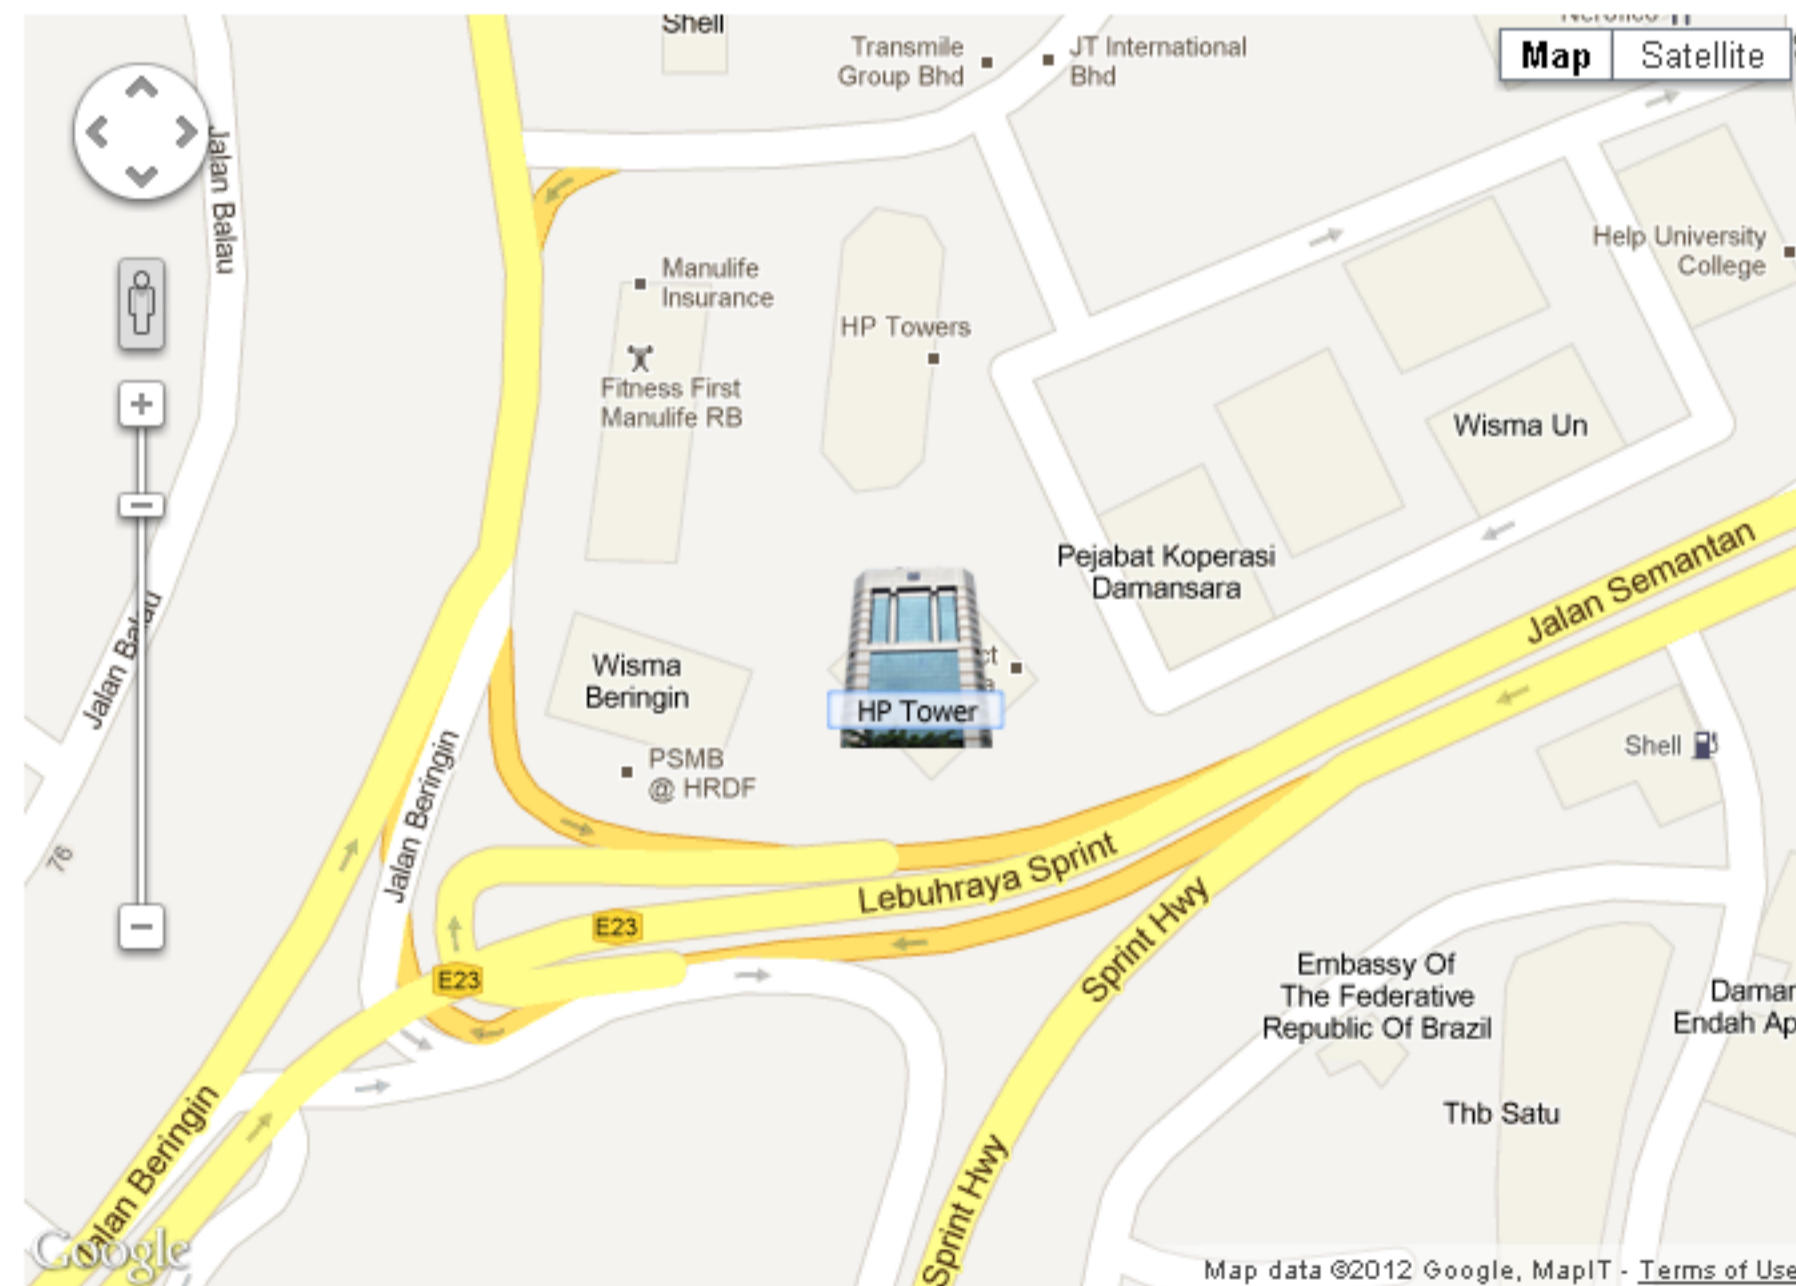 Shell
Transmile
Group Bhd
JT International
Bhd
Map
Satellite
Jalan Balau
Help University
College
Manulife
Insurance
HP Towers
Fitness First
Manulife RB
Wisma Un
Pejabat Koperasi
Damansara
Jalan Semantan
Jalan Balau
Wisma
Beringin
HP Tower
PSMB
@ HRDF
Shell
Jalan Beringin
76
Lebuhraya Sprint
E23
E23
Sprint Hwy
Embassy Of
The Federative
Republic Of Brazil
Endah
Thb Satu
Jalan Beringin
Sprint Hwy
Google
Map data ©2012 Google, MapIT - Terms of Use